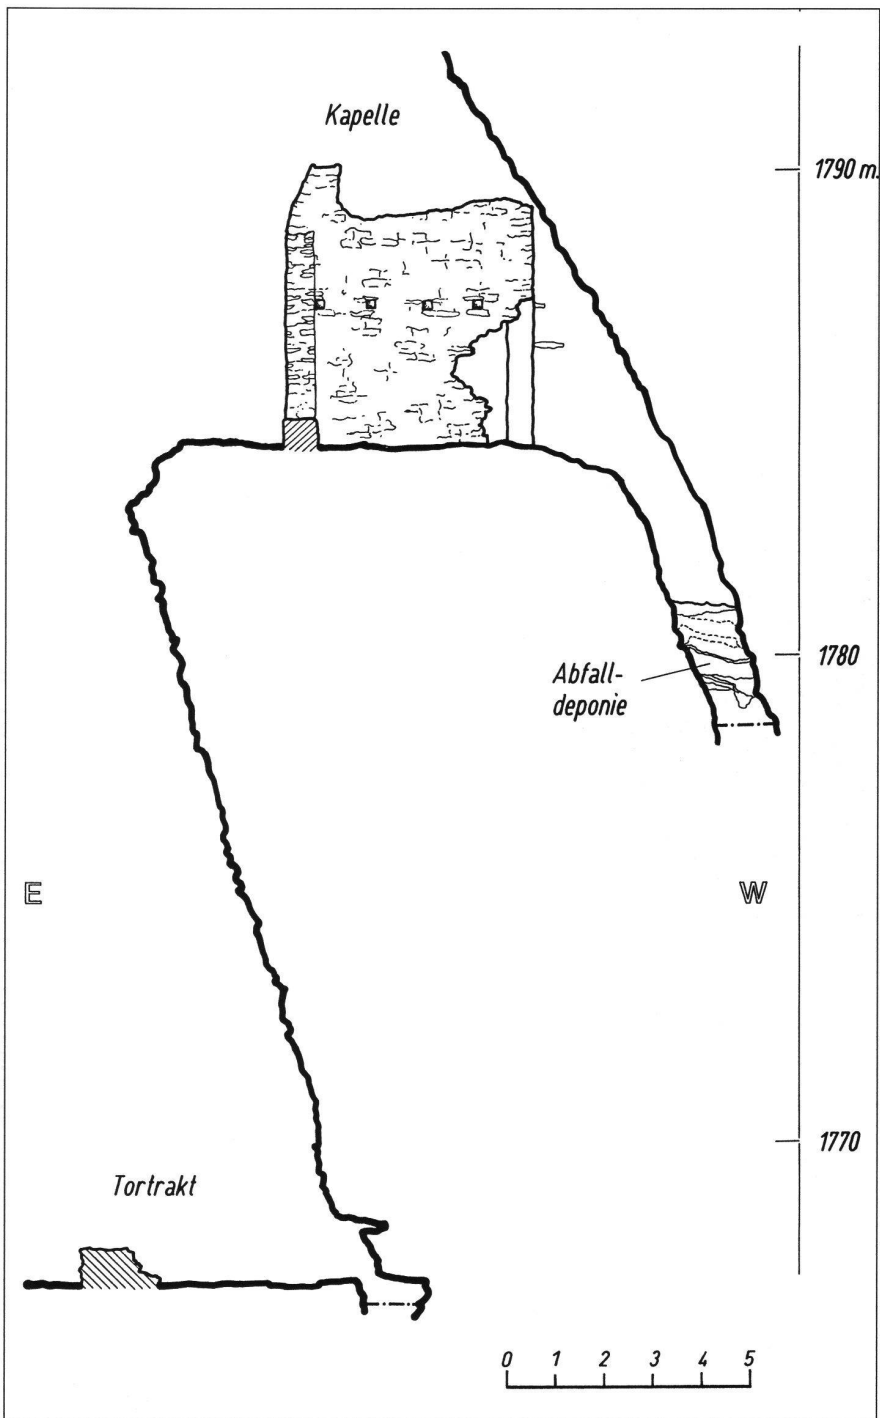 Kapelle
1790 m.
1780
Abfall-
deponie
E
W
1770
Tortrakt
0 1 2 3 4 5